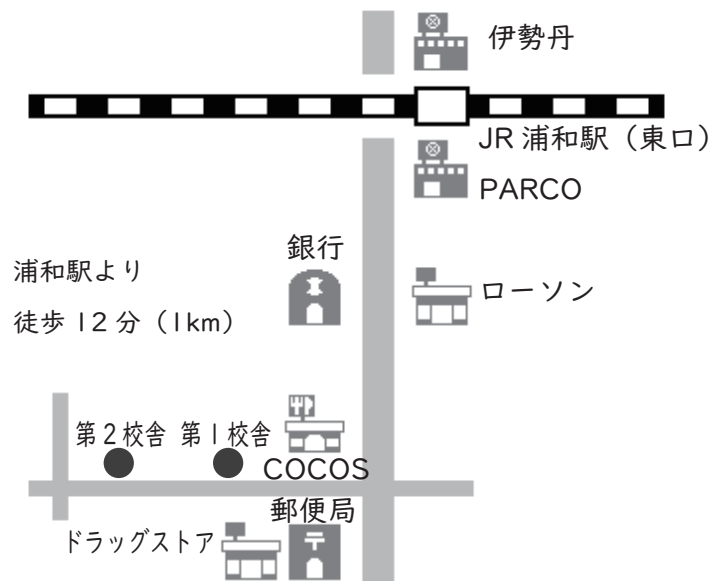 伊勢丹
JR浦和駅（東口）
PARCO
銀行
浦和駅より
徒歩12分（1km）
ローソン
第2校舎 第1校舎
COCOS
郵便局
ドラッグストア
〒